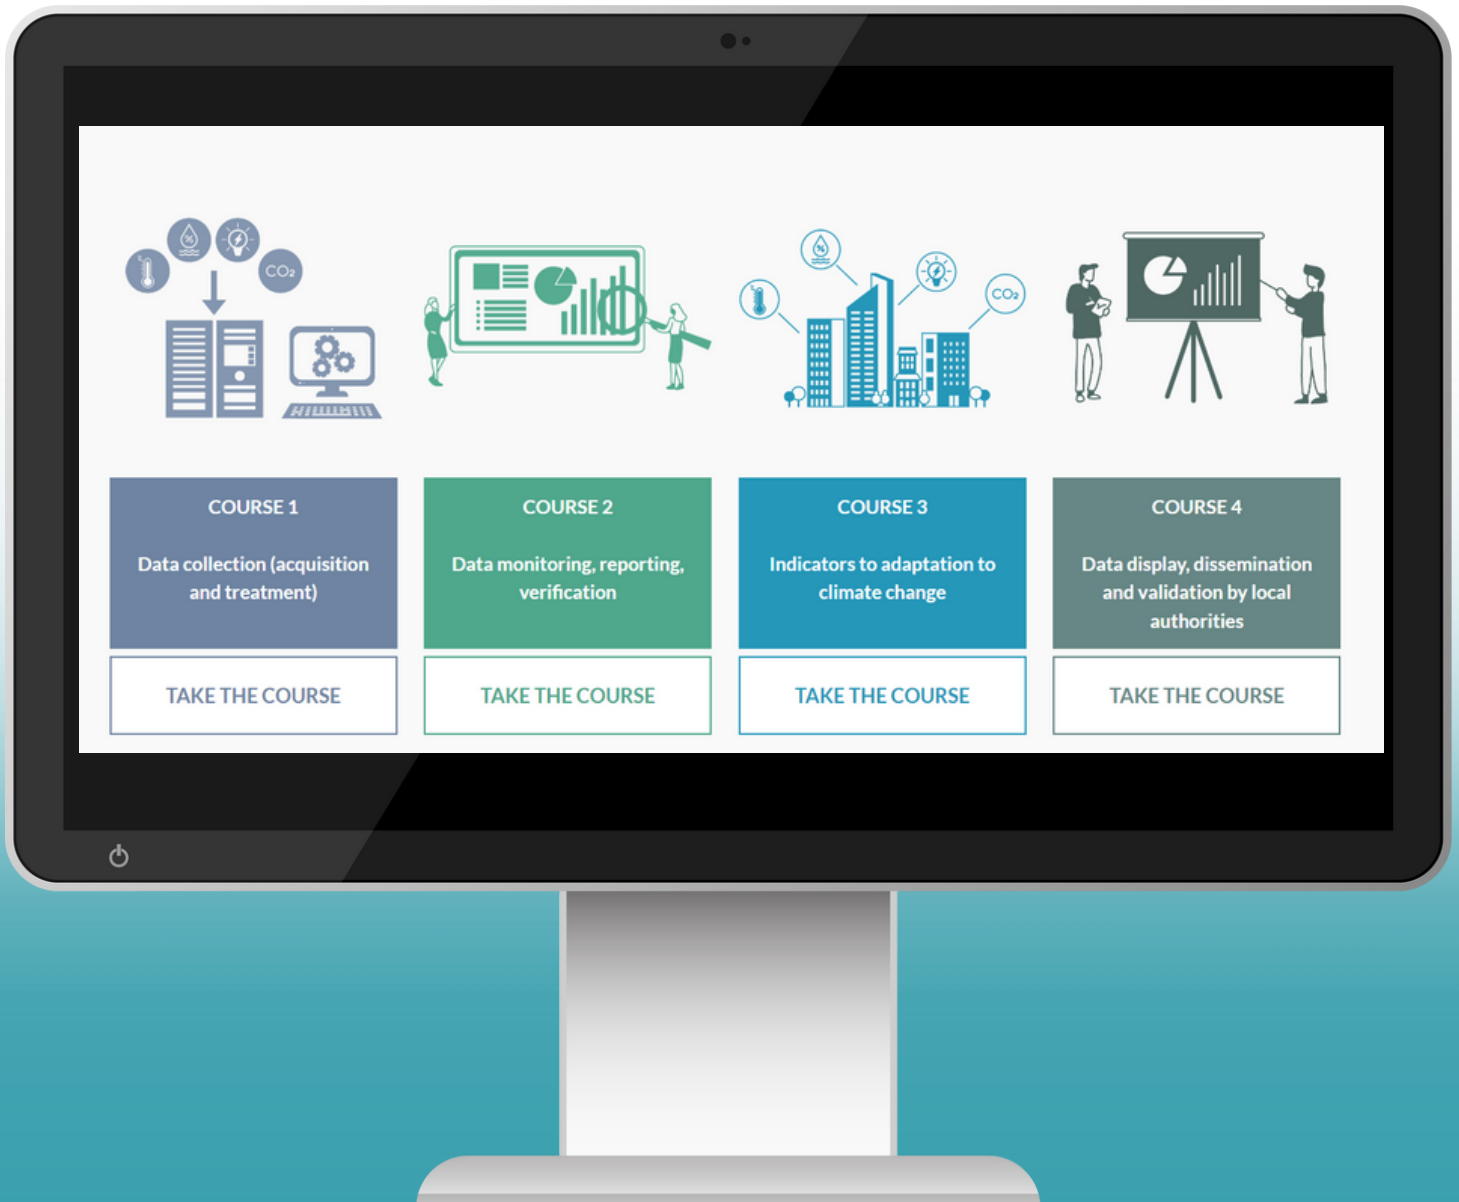 CO₂
CO₂
COURSE 1
Data collection (acquisition
and treatment)
TAKE THE COURSE
COURSE 2
Data monitoring, reporting,
verification
TAKE THE COURSE
COURSE 3
Indicators to adaptation to
climate change
TAKE THE COURSE
COURSE 4
Data display, dissemination
and validation by local
authorities
TAKE THE COURSE